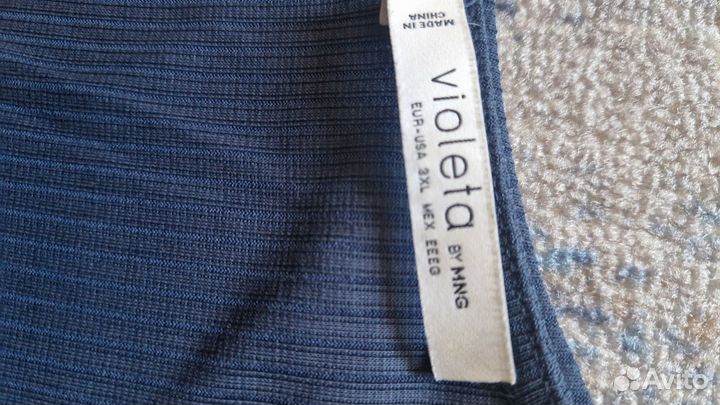 MADE IN
CHINA
violeta
BY MNG
EUR-USA 3XL MEX EEEG
Avito